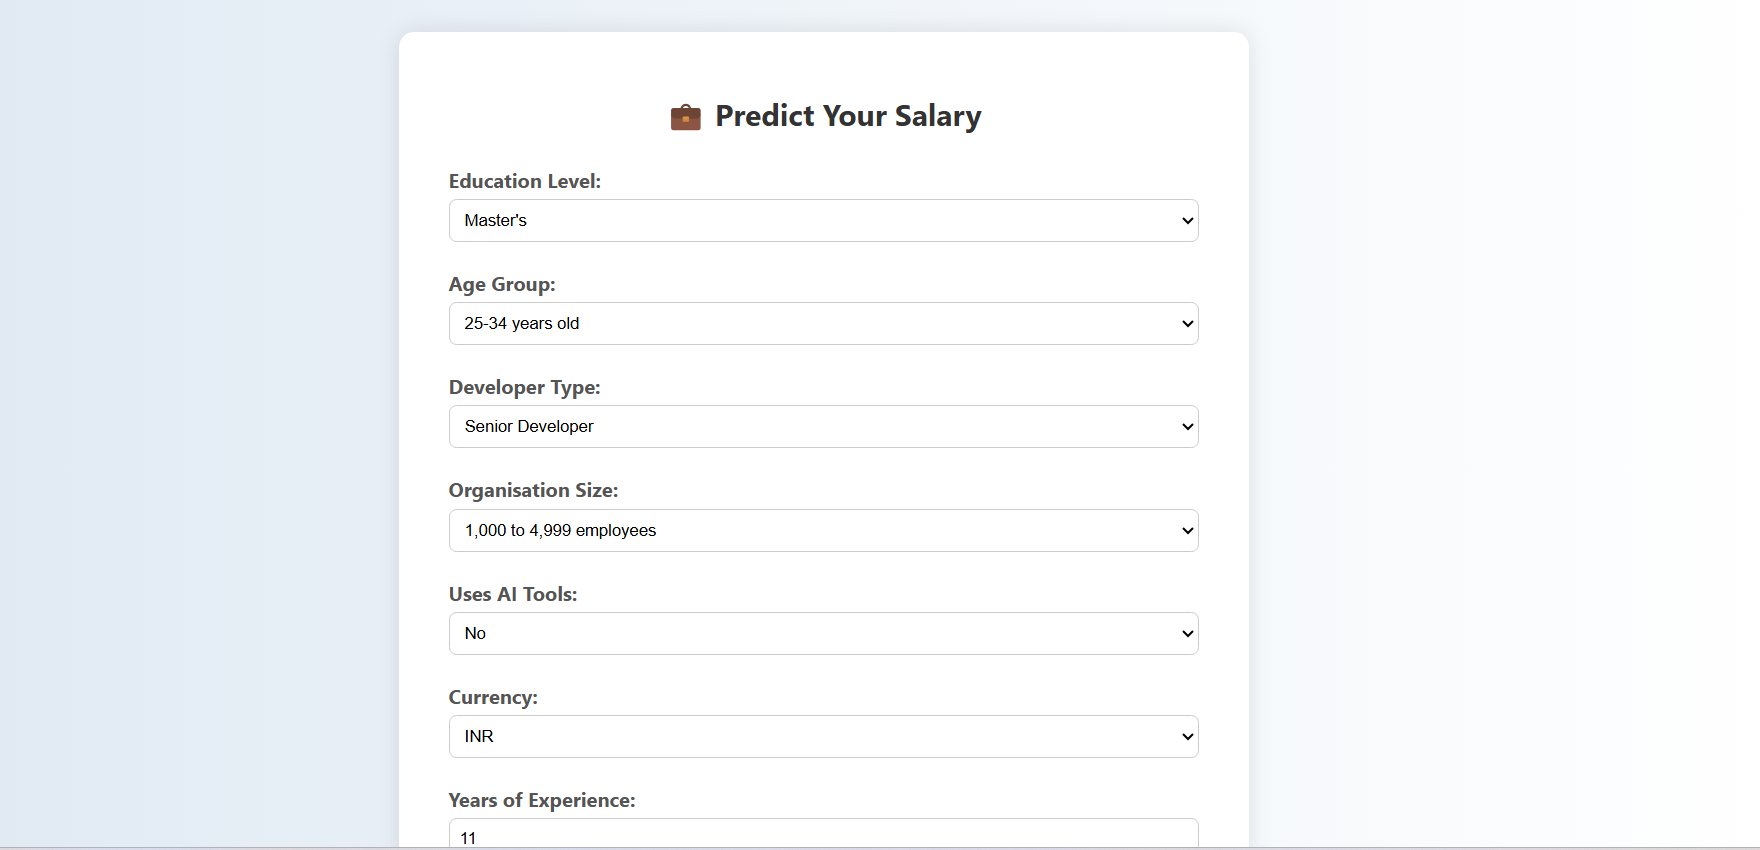 Predict Your Salary
Education Level:
Master's
Age Group:
25-34 years old
Developer Type:
Senior Developer
Organisation Size:
1,000 to 4,999 employees
Uses AI Tools:
No
Currency:
INR
Years of Experience:
11